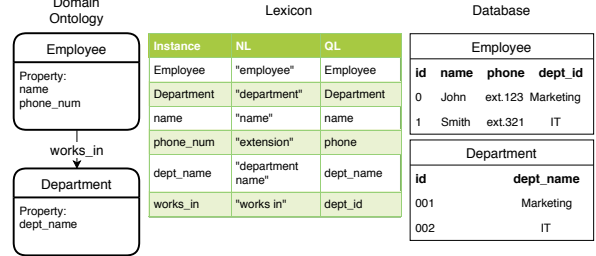 Domain
Ontology
Employee
Property:
name
phone_num
works_in
Department
Property:
dept_name
Lexicon
Instance NL QL
Employee "employee" Employee
Department "department" Department
name "name" name
phone_num "extension" phone
dept_name "department name" dept_name
works_in "works in" dept_id
Database
Employee
id name phone dept_id
0 John ext.123 Marketing
1 Smith ext.321 IT
Department
id dept_name
001 Marketing
002 IT